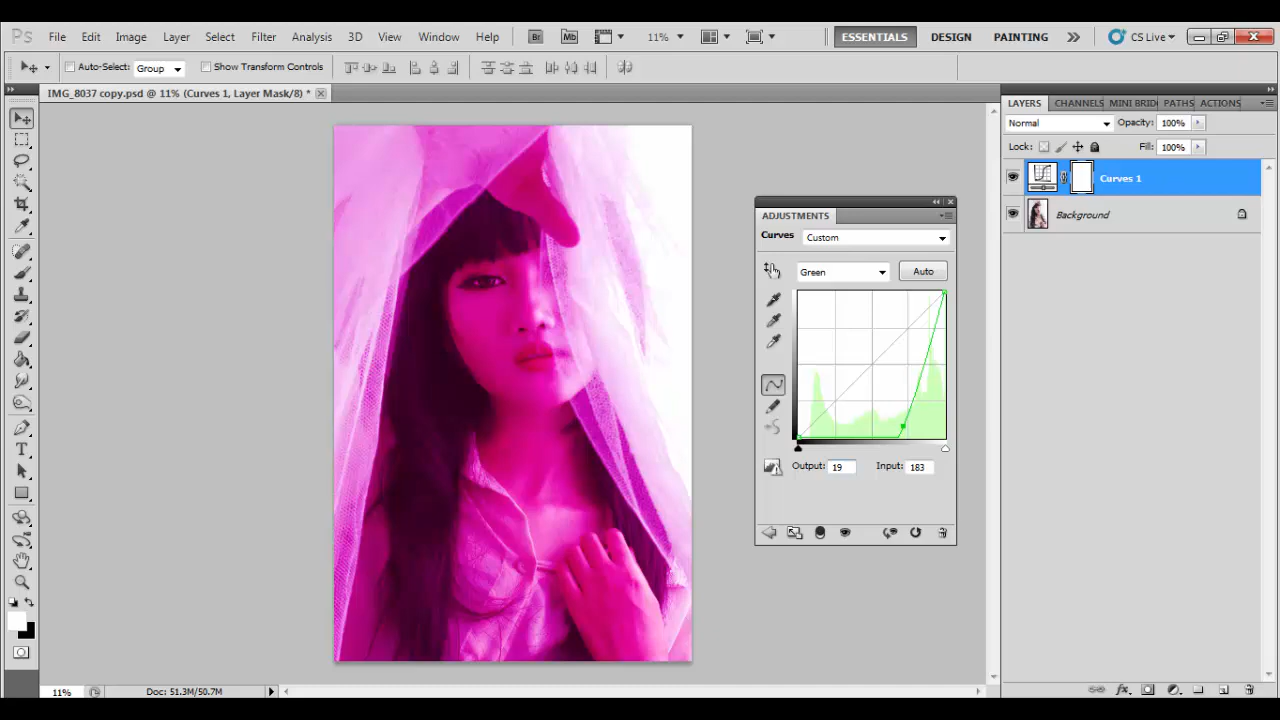 Ps File Edit View Image Layer Select Filter Analysis 3D View Window Help Br Mb 11% ESSENTIALS DESIGN PAINTING CS Live
Auto-Select: Group Show Transform Controls
IMG_8037 copy.psd @ 11% (Curves 1, Layer Mask/8) *
LAYERS CHANNELS MINI BRID PATHS ACTIONS
Normal Opacity: 100%
Lock: Fill: 100%
Curves 1
Background
ADJUSTMENTS
Curves Custom
Green Auto
Output: 19 Input: 183
11% Doc: 51.3M/50.7M